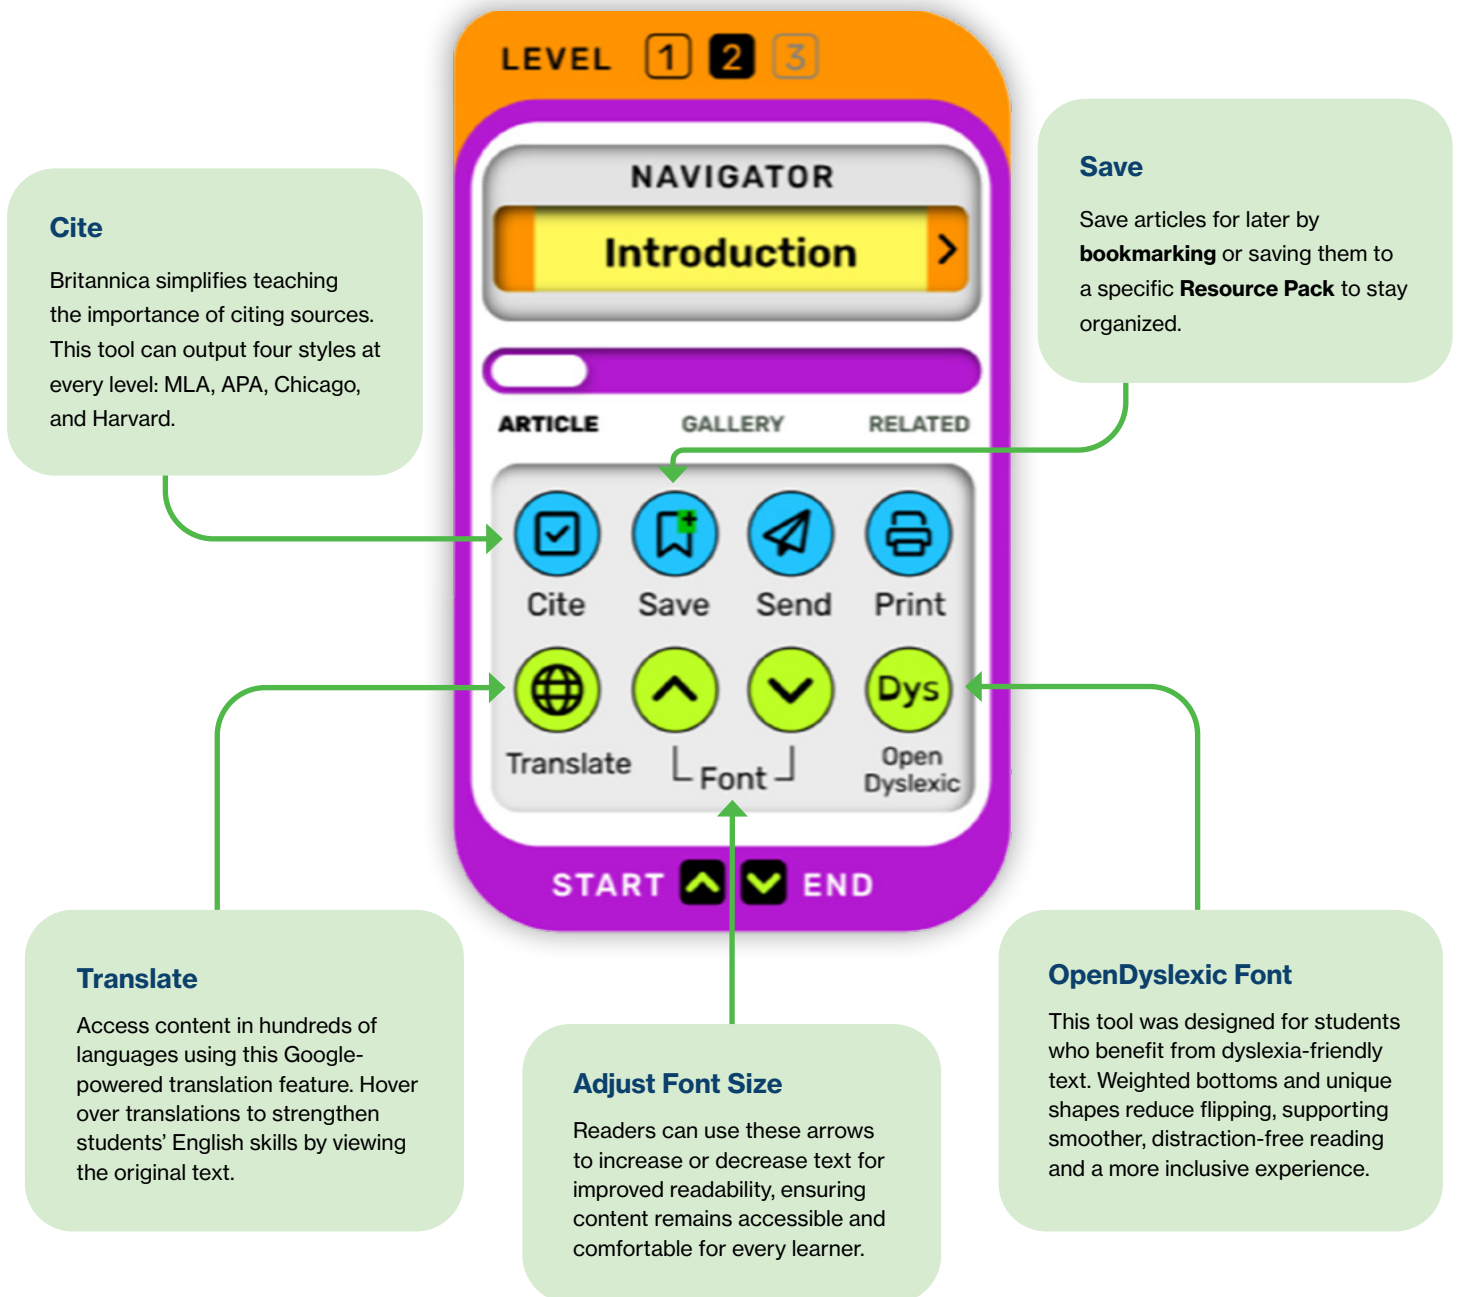 LEVEL 1 2 3
NAVIGATOR
Introduction
ARTICLE GALLERY RELATED
Cite Save Send Print
Dys
Translate Font Open
Dyslexic
START END
Cite
Britannica simplifies teaching
the importance of citing sources.
This tool can output four styles at
every level: MLA, APA, Chicago,
and Harvard.
Save
Save articles for later by
bookmarking or saving them to
a specific Resource Pack to stay
organized.
Translate
Access content in hundreds of
languages using this Google-
powered translation feature. Hover
over translations to strengthen
students’ English skills by viewing
the original text.
Adjust Font Size
Readers can use these arrows
to increase or decrease text for
improved readability, ensuring
content remains accessible and
comfortable for every learner.
OpenDyslexic Font
This tool was designed for students
who benefit from dyslexia-friendly
text. Weighted bottoms and unique
shapes reduce flipping, supporting
smoother, distraction-free reading
and a more inclusive experience.